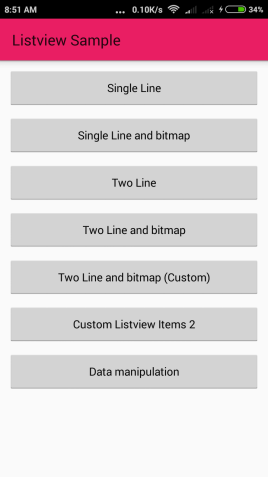 8:51 AM ... 0.10K/s 34%
Listview Sample
Single Line
Single Line and bitmap
Two Line
Two Line and bitmap
Two Line and bitmap (Custom)
Custom Listview Items 2
Data manipulation